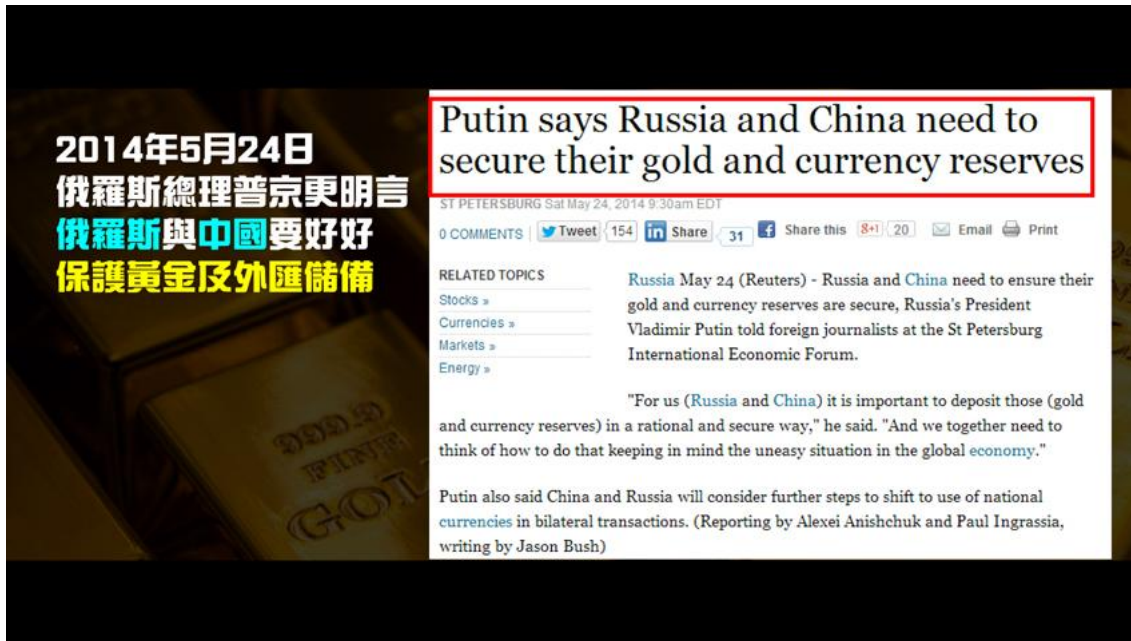 2014年5月24日
俄羅斯總理普京更明言
俄羅斯與中國要好好
保護黃金及外匯儲備
Putin says Russia and China need to
secure their gold and currency reserves
ST PETERSBURG Sat May 24, 2014 9:30am EDT
0 COMMENTS Tweet 154 in Share 31 f Share this 8+1 20 Email Print
RELATED TOPICS
Stocks »
Currencies »
Markets »
Energy »
Russia May 24 (Reuters) - Russia and China need to ensure their
gold and currency reserves are secure, Russia's President
Vladimir Putin told foreign journalists at the St Petersburg
International Economic Forum.
"For us (Russia and China) it is important to deposit those (gold
and currency reserves) in a rational and secure way," he said. "And we together need to
think of how to do that keeping in mind the uneasy situation in the global economy."
Putin also said China and Russia will consider further steps to shift to use of national
currencies in bilateral transactions. (Reporting by Alexei Anishchuk and Paul Ingrassia,
writing by Jason Bush)
999.9
FINE
GOL